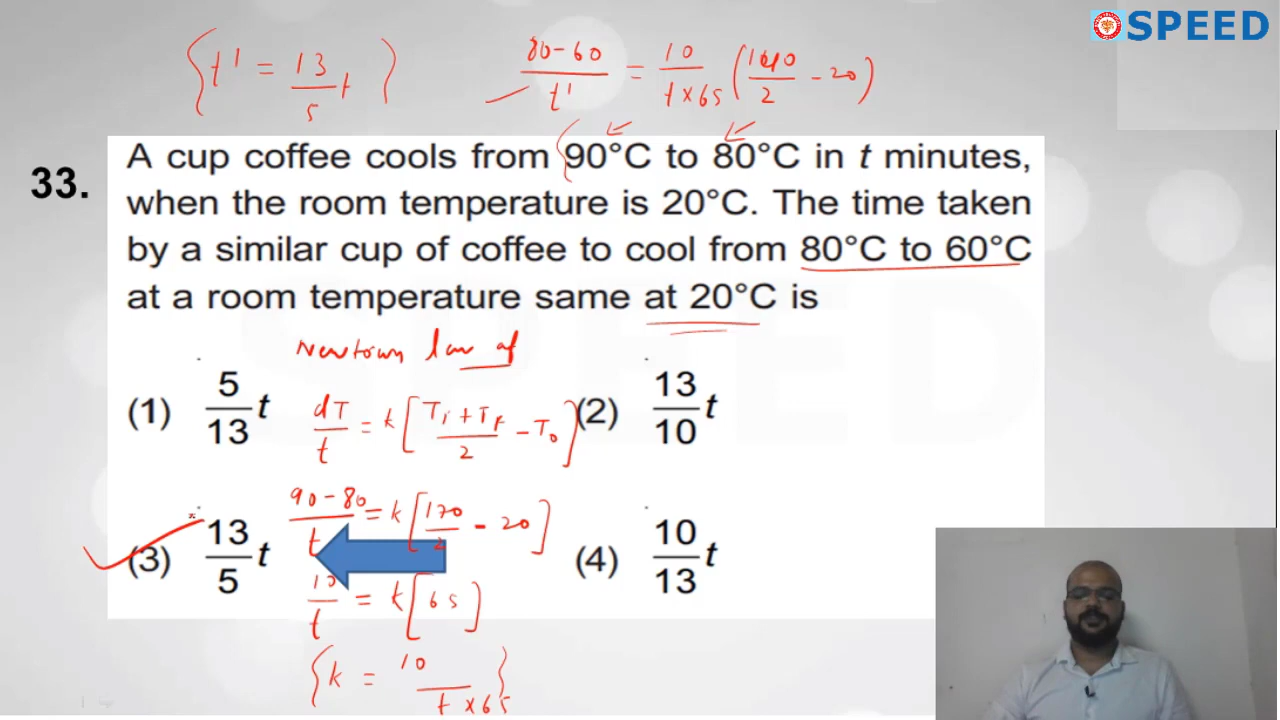 SPEED
{ t' = 13/5 t }
80-60/t' = 10/t×65 (140/2 - 20)
33.
A cup coffee cools from 90°C to 80°C in t minutes,
when the room temperature is 20°C. The time taken
by a similar cup of coffee to cool from 80°C to 60°C
at a room temperature same at 20°C is
Newtown law of
(1) 5/13 t
dT/t = k[Ti+Tf/2 - To]
(2) 13/10 t
90-80/t = k[170/2 - 20]
(3) 13/5 t
(4) 10/13 t
10/t = k[65]
{k = 10/t×65}